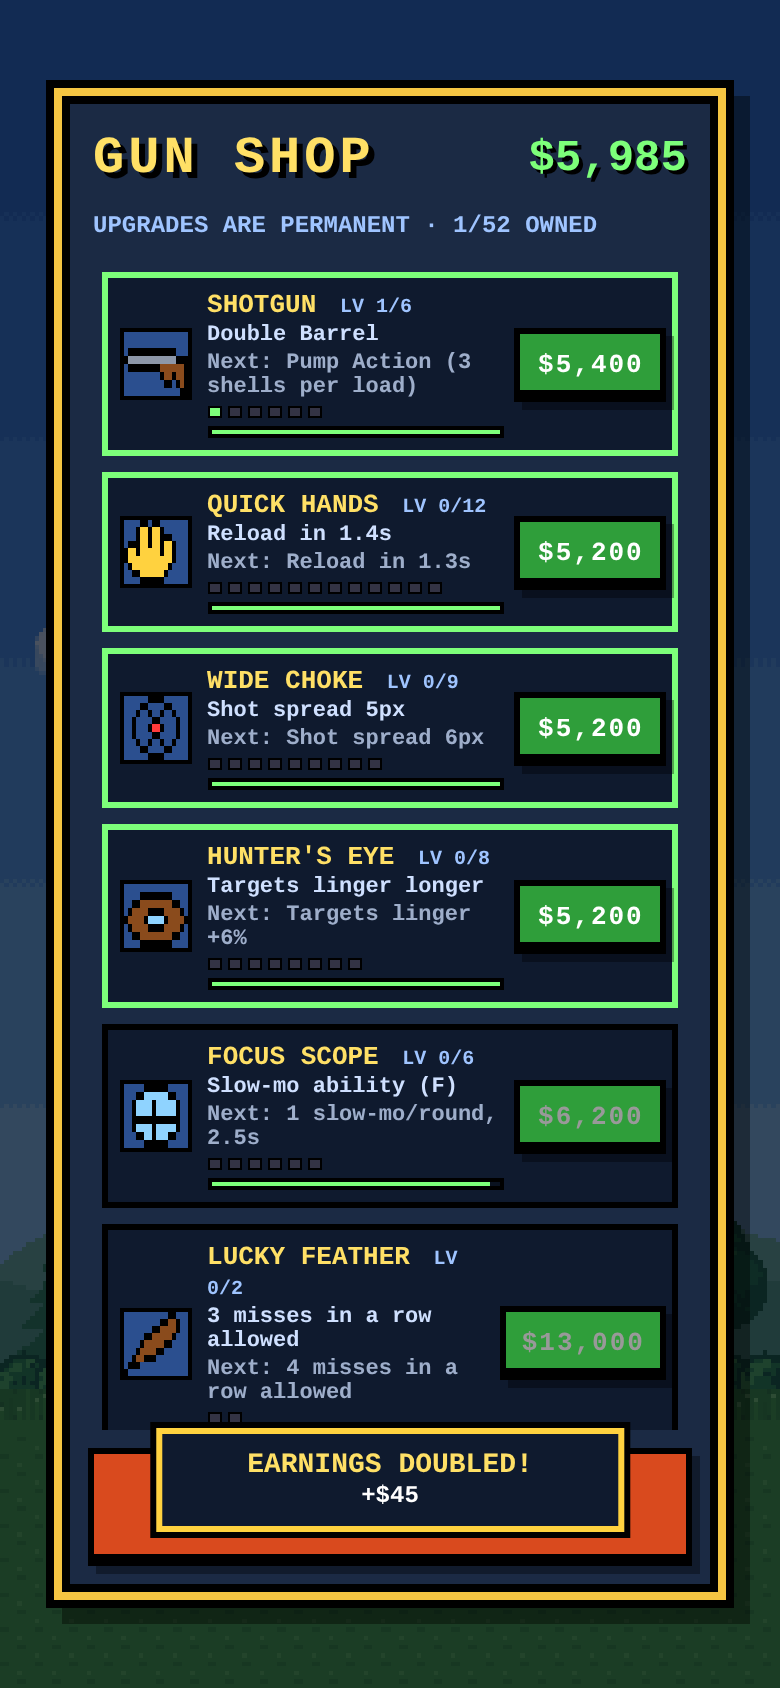 GUN SHOP $5,985
UPGRADES ARE PERMANENT · 1/52 OWNED
SHOTGUN LV 1/6
Double Barrel
Next: Pump Action (3
shells per load)
$5,400
QUICK HANDS LV 0/12
Reload in 1.4s
Next: Reload in 1.3s
$5,200
WIDE CHOKE LV 0/9
Shot spread 5px
Next: Shot spread 6px
$5,200
HUNTER'S EYE LV 0/8
Targets linger longer
Next: Targets linger
+6%
$5,200
FOCUS SCOPE LV 0/6
Slow-mo ability (F)
Next: 1 slow-mo/round,
2.5s
$6,200
LUCKY FEATHER LV
0/2
3 misses in a row
allowed
Next: 4 misses in a
row allowed
$13,000
EARNINGS DOUBLED!
+$45